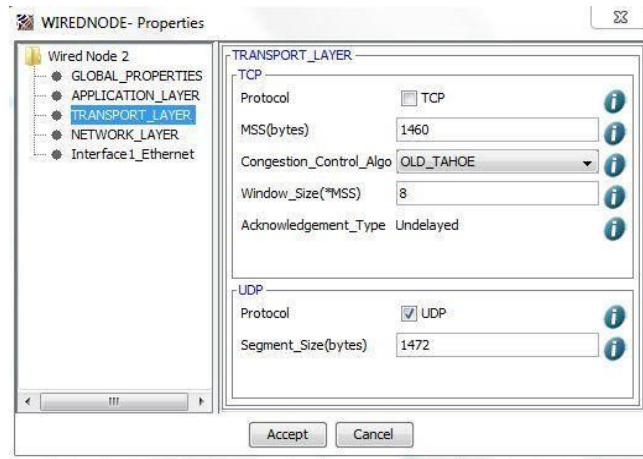 WIREDNODE- Properties
Wired Node 2
GLOBAL_PROPERTIES
APPLICATION_LAYER
TRANSPORT_LAYER
NETWORK_LAYER
Interface1_Ethernet
TRANSPORT_LAYER
TCP
Protocol TCP
MSS(bytes) 1460
Congestion_Control_Algo OLD_TAHOE
Window_Size(*MSS) 8
Acknowledgement_Type Undelayed
UDP
Protocol UDP
Segment_Size(bytes) 1472
Accept Cancel